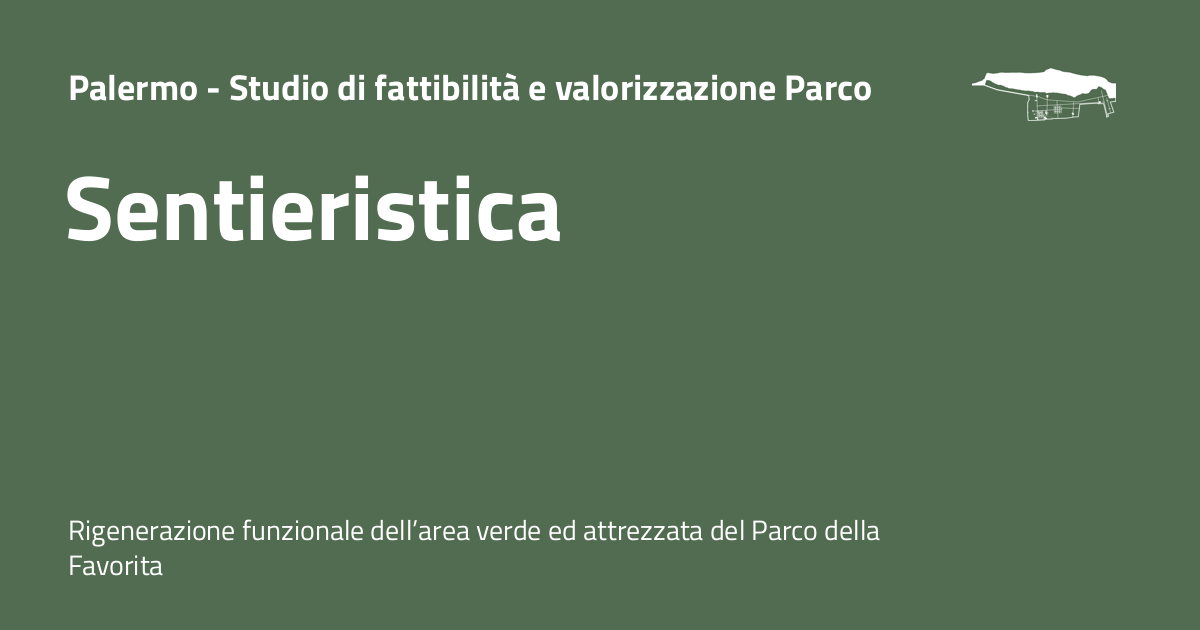 Palermo - Studio di fattibilità e valorizzazione Parco
Sentieristica
Rigenerazione funzionale dell’area verde ed attrezzata del Parco della
Favorita